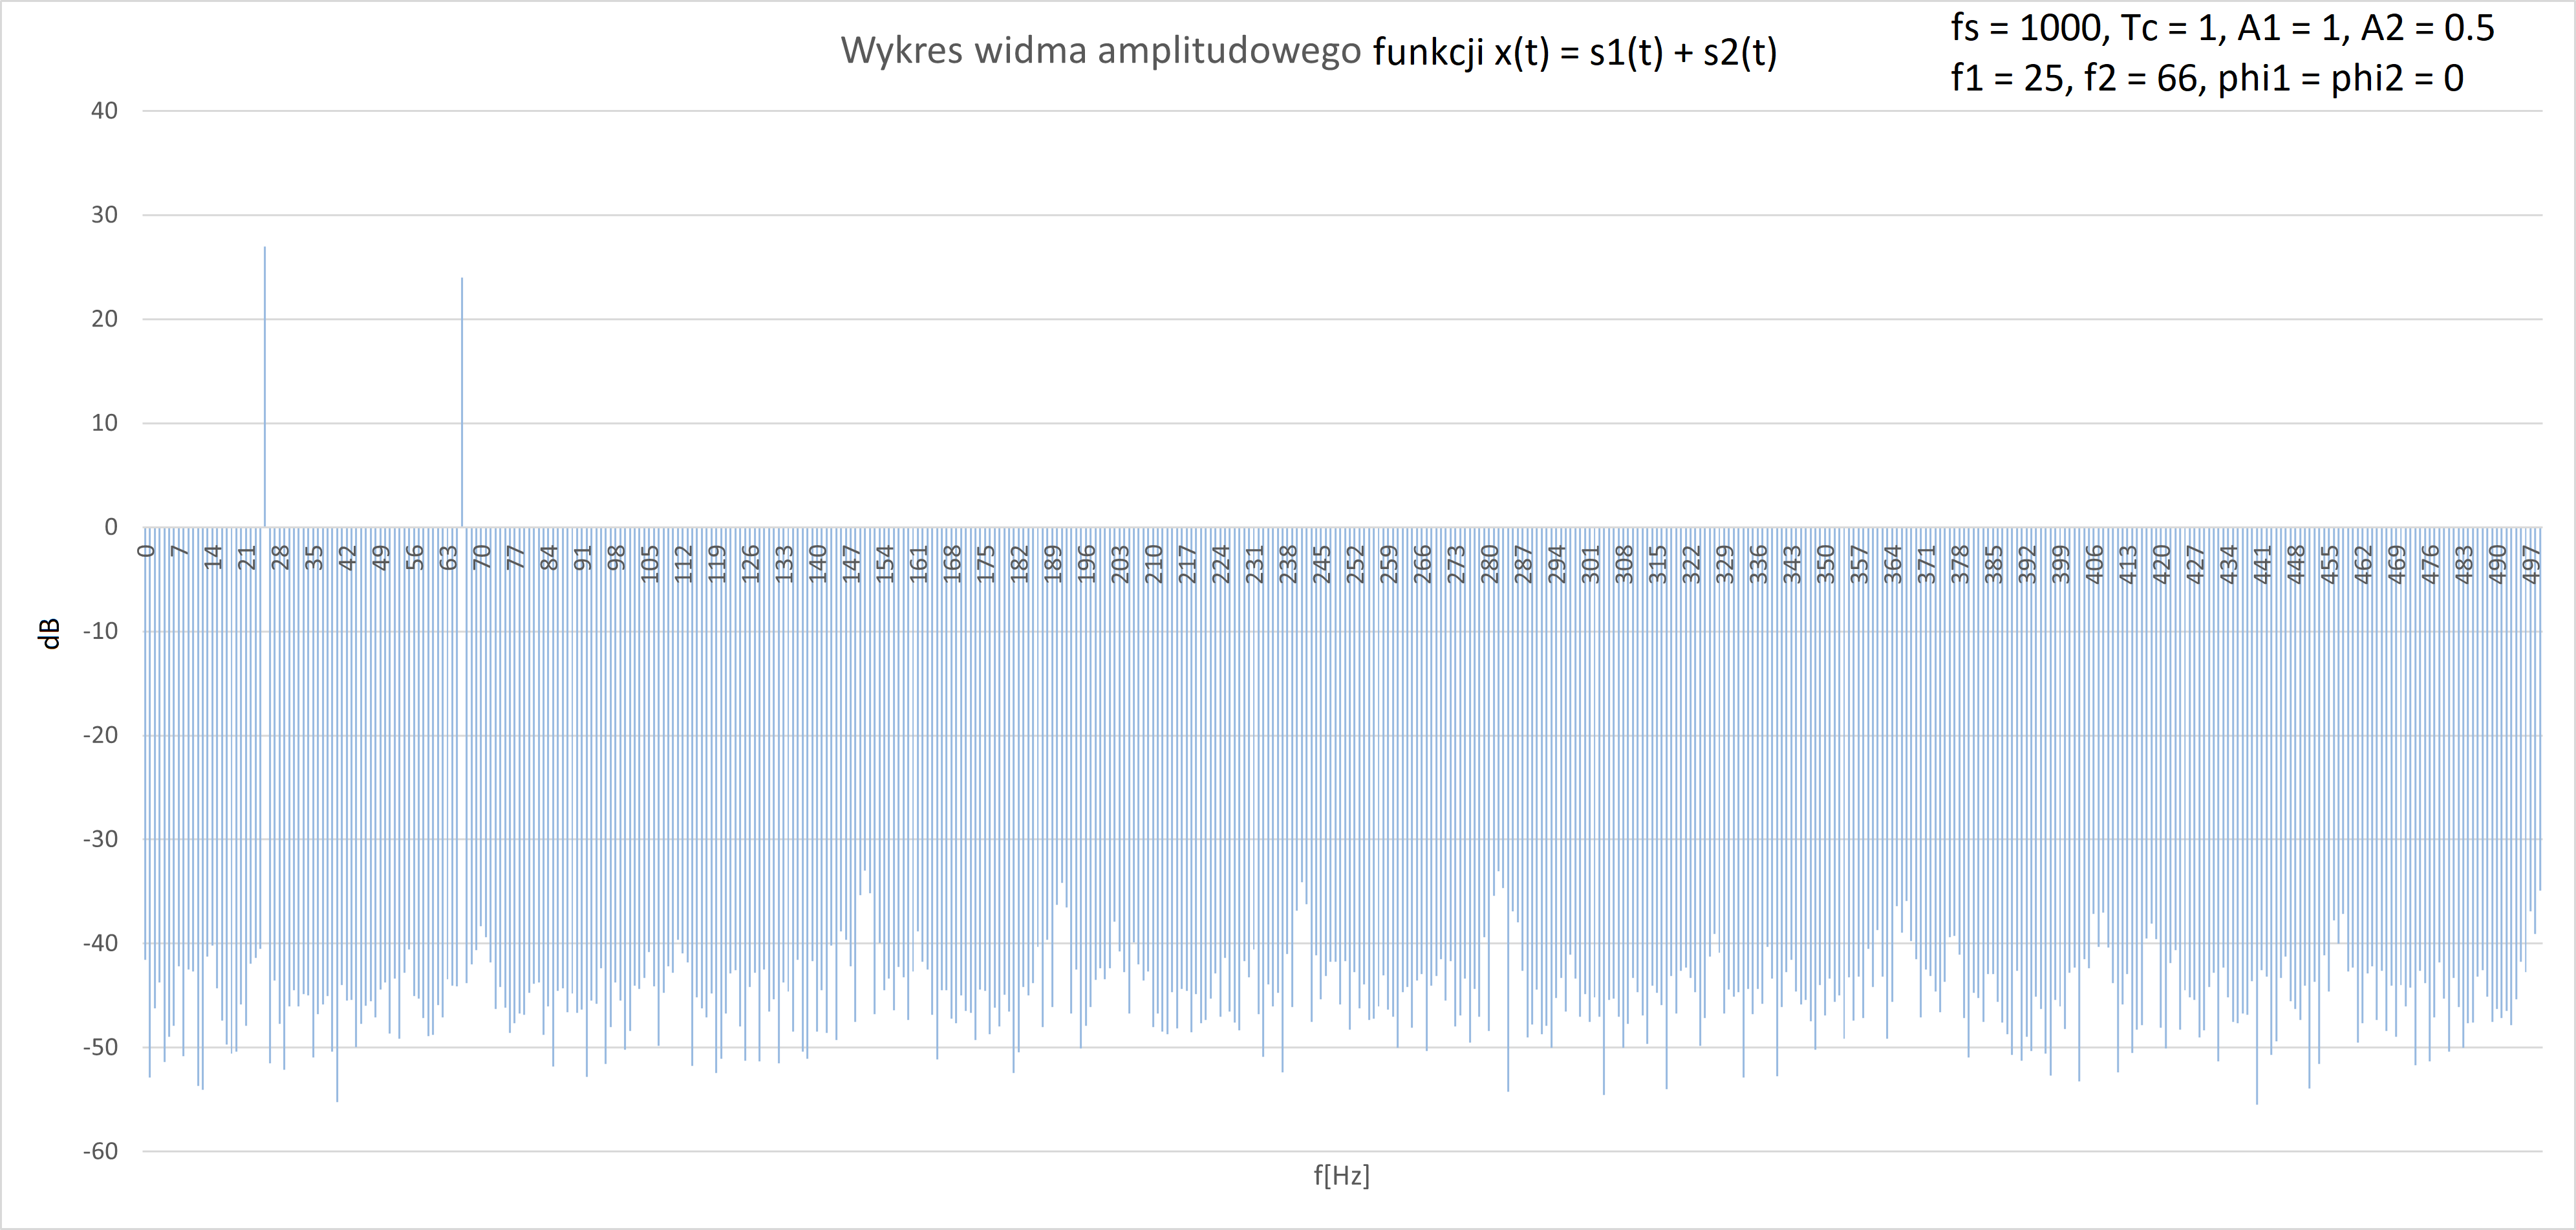 Wykres widma amplitudowego funkcji x(t) = s1(t) + s2(t)
fs = 1000, Tc = 1, A1 = 1, A2 = 0.5
f1 = 25, f2 = 66, phi1 = phi2 = 0
40
30
20
10
0
0 7 14 21 28 35 42 49 56 63 70 77 84 91 98 105 112 119 126 133 140 147 154 161 168 175 182 189 196 203 210 217 224 231 238 245 252 259 266 273 280 287 294 301 308 315 322 329 336 343 350 357 364 371 378 385 392 399 406 413 420 427 434 441 448 455 462 469 476 483 490 497
dB
-10
-20
-30
-40
-50
-60
f[Hz]